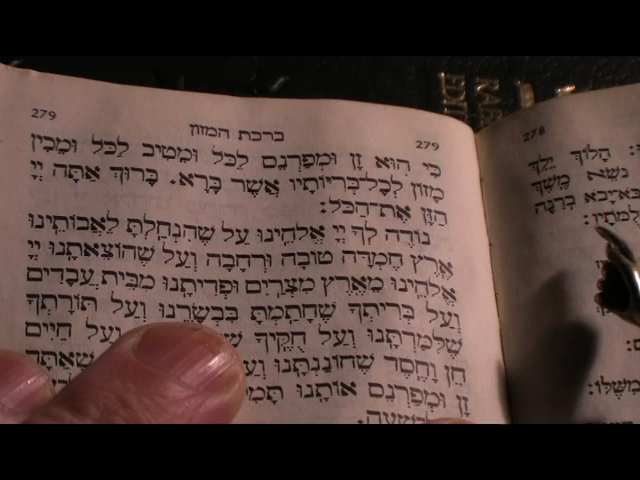 279 ברכת המזון 279
כִּי הוּא זָן וּמְפַרְנֵס לַכֹּל וּמֵטִיב לַכֹּל וּמֵכִין
מָזוֹן לְכָל־בְּרִיּוֹתָיו אֲשֶׁר בָּרָא. בָּרוּךְ אַתָּה יְיָ
הַזָּן אֶת־הַכֹּל:
נוֹדֶה לְךָ יְיָ אֱלֹהֵינוּ עַל שֶׁהִנְחַלְתָּ לַאֲבוֹתֵינוּ
אֶרֶץ חֶמְדָּה טוֹבָה וּרְחָבָה וְעַל שֶׁהוֹצֵאתָנוּ יְיָ
אֱלֹהֵינוּ מֵאֶרֶץ מִצְרַיִם וּפְדִיתָנוּ מִבֵּית עֲבָדִים
וְעַל בְּרִיתְךָ שֶׁחָתַמְתָּ בִּבְשָׂרֵנוּ וְעַל תּוֹרָתְךָ
שֶׁלִּמַּדְתָּנוּ וְעַל חֻקֶּיךָ וְעַל חַיִּים
חֵן וָחֶסֶד שֶׁחוֹנַנְתָּנוּ שָׁאַתָּה
זָן וּמְפַרְנֵס אוֹתָנוּ
278
הָלוֹךְ יֵלֵךְ
נֹשֵׂא מֶשֶׁךְ
בֹּא־יָבֹא בְרִנָּה